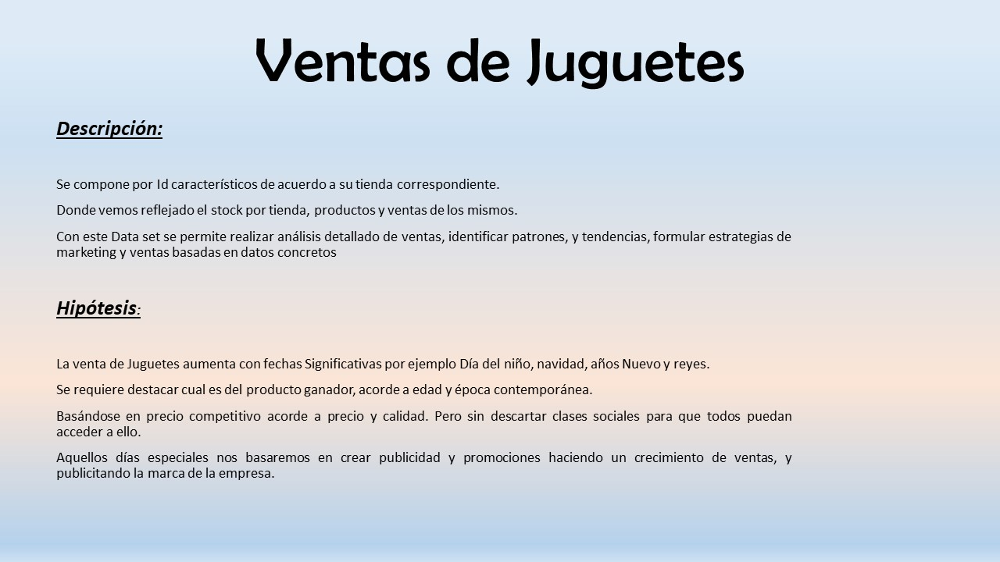 Ventas de Juguetes
Descripción:
Se compone por Id característicos de acuerdo a su tienda correspondiente.
Donde vemos reflejado el stock por tienda, productos y ventas de los mismos.
Con este Data set se permite realizar análisis detallado de ventas, identificar patrones, y tendencias, formular estrategias de
marketing y ventas basadas en datos concretos
Hipótesis:
La venta de Juguetes aumenta con fechas Significativas por ejemplo Día del niño, navidad, años Nuevo y reyes.
Se requiere destacar cual es del producto ganador, acorde a edad y época contemporánea.
Basándose en precio competitivo acorde a precio y calidad. Pero sin descartar clases sociales para que todos puedan
acceder a ello.
Aquellos días especiales nos basaremos en crear publicidad y promociones haciendo un crecimiento de ventas, y
publicitando la marca de la empresa.